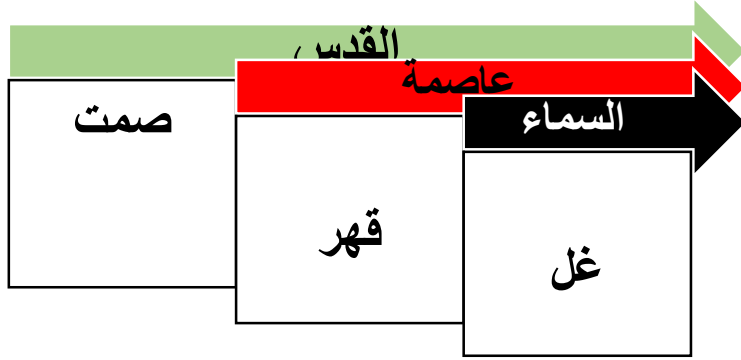 القدس
عاصمة
السماء
صمت
قهر
غل